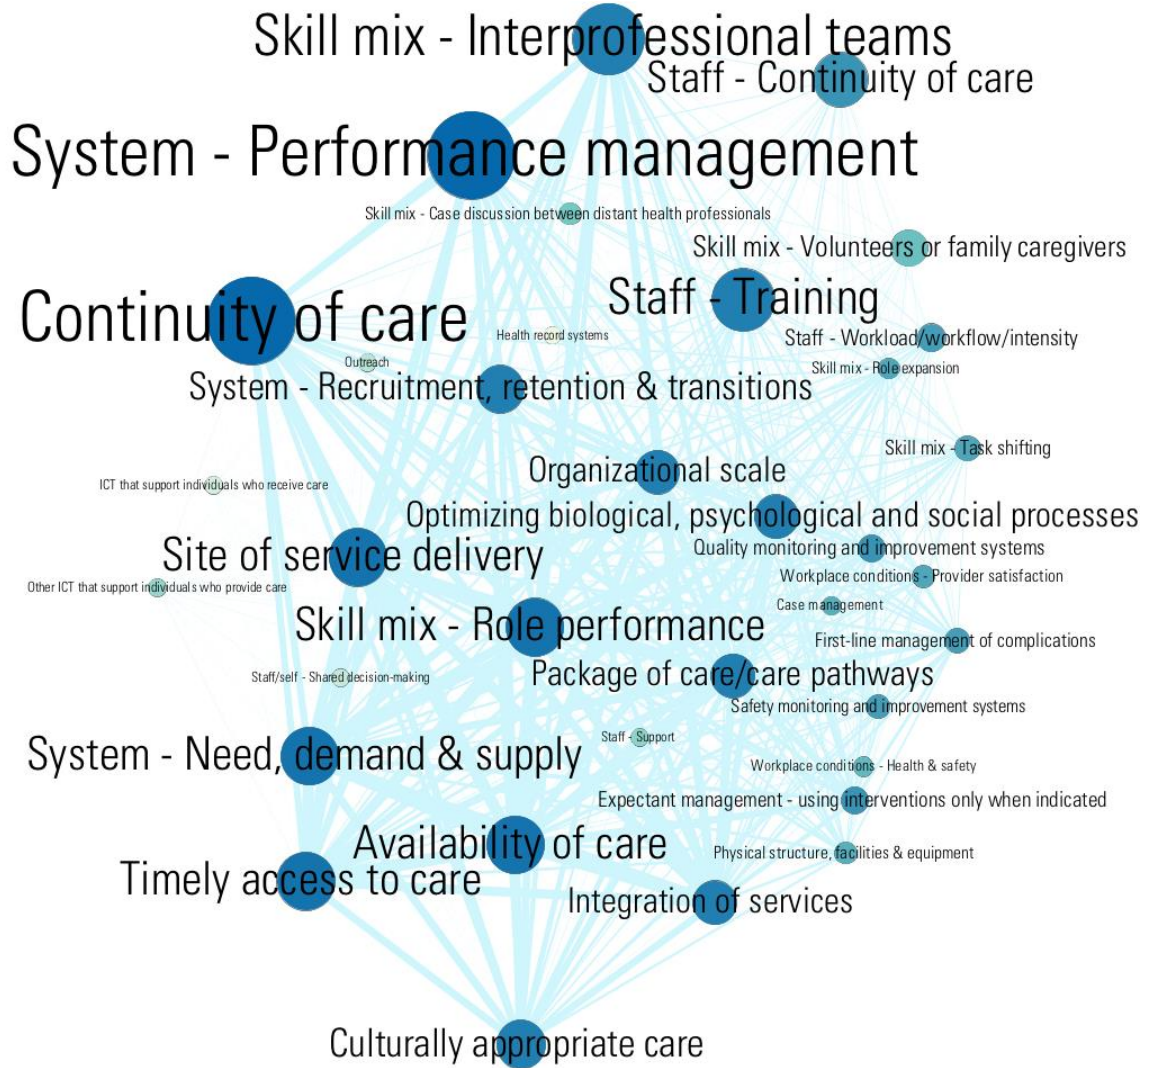 Skill mix - Interprofessional teams
Staff - Continuity of care
System - Performance management
Skill mix - Case discussion between distant health professionals
Skill mix - Volunteers or family caregivers
Staff - Training
Continuity of care
Health record systems
Staff - Workload/workflow/intensity
Outreach
Skill mix - Role expansion
System - Recruitment, retention & transitions
Skill mix - Task shifting
Organizational scale
ICT that support individuals who receive care
Optimizing biological, psychological and social processes
Quality monitoring and improvement systems
Site of service delivery
Workplace conditions - Provider satisfaction
Other ICT that support individuals who provide care
Case management
Skill mix - Role performance
First-line management of complications
Package of care/care pathways
Staff/self - Shared decision-making
Safety monitoring and improvement systems
Staff - Support
System - Need, demand & supply
Workplace conditions - Health & safety
Expectant management - using interventions only when indicated
Availability of care
Physical structure, facilities & equipment
Timely access to care
Integration of services
Culturally appropriate care